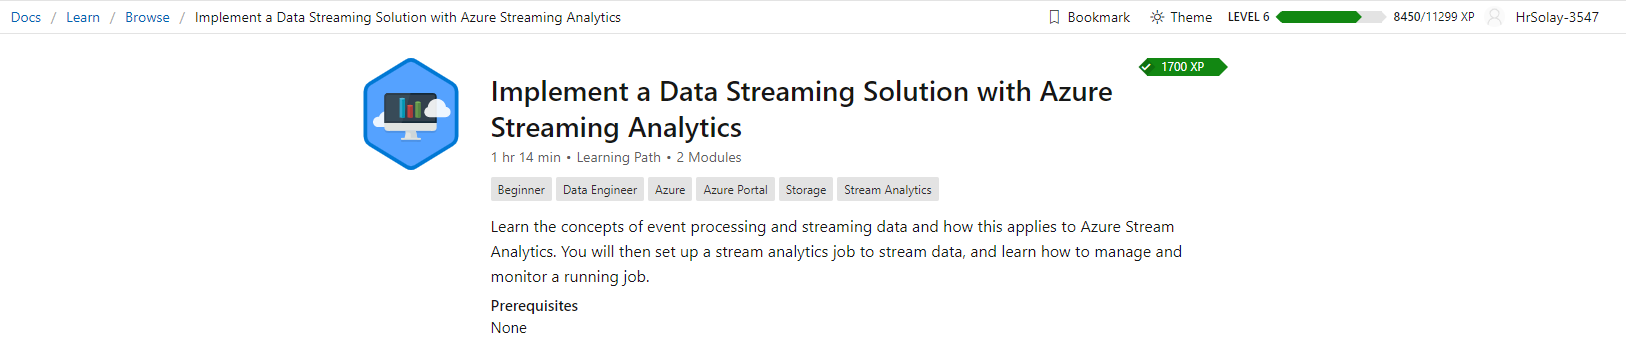 Docs / Learn / Browse / Implement a Data Streaming Solution with Azure Streaming Analytics
Bookmark Theme LEVEL 6 8450/11299 XP HrSolay-3547
1700 XP
Implement a Data Streaming Solution with Azure
Streaming Analytics
1 hr 14 min • Learning Path • 2 Modules
Beginner Data Engineer Azure Azure Portal Storage Stream Analytics
Learn the concepts of event processing and streaming data and how this applies to Azure Stream
Analytics. You will then set up a stream analytics job to stream data, and learn how to manage and
monitor a running job.
Prerequisites
None